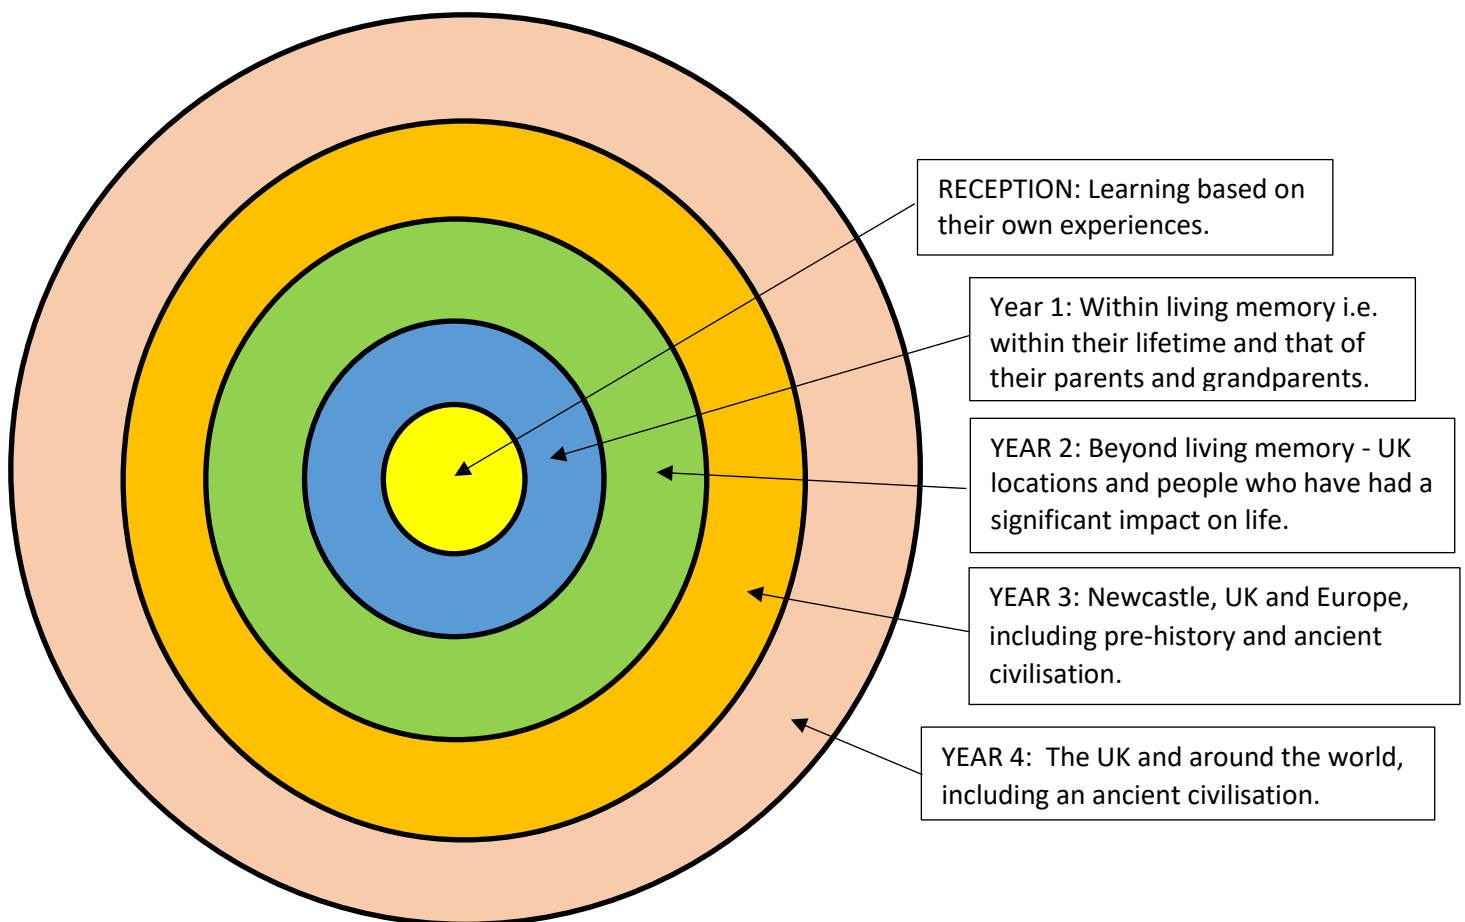 RECEPTION: Learning based on
their own experiences.
Year 1: Within living memory i.e.
within their lifetime and that of
their parents and grandparents.
YEAR 2: Beyond living memory - UK
locations and people who have had a
significant impact on life.
YEAR 3: Newcastle, UK and Europe,
including pre-history and ancient
civilisation.
YEAR 4:  The UK and around the world,
including an ancient civilisation.